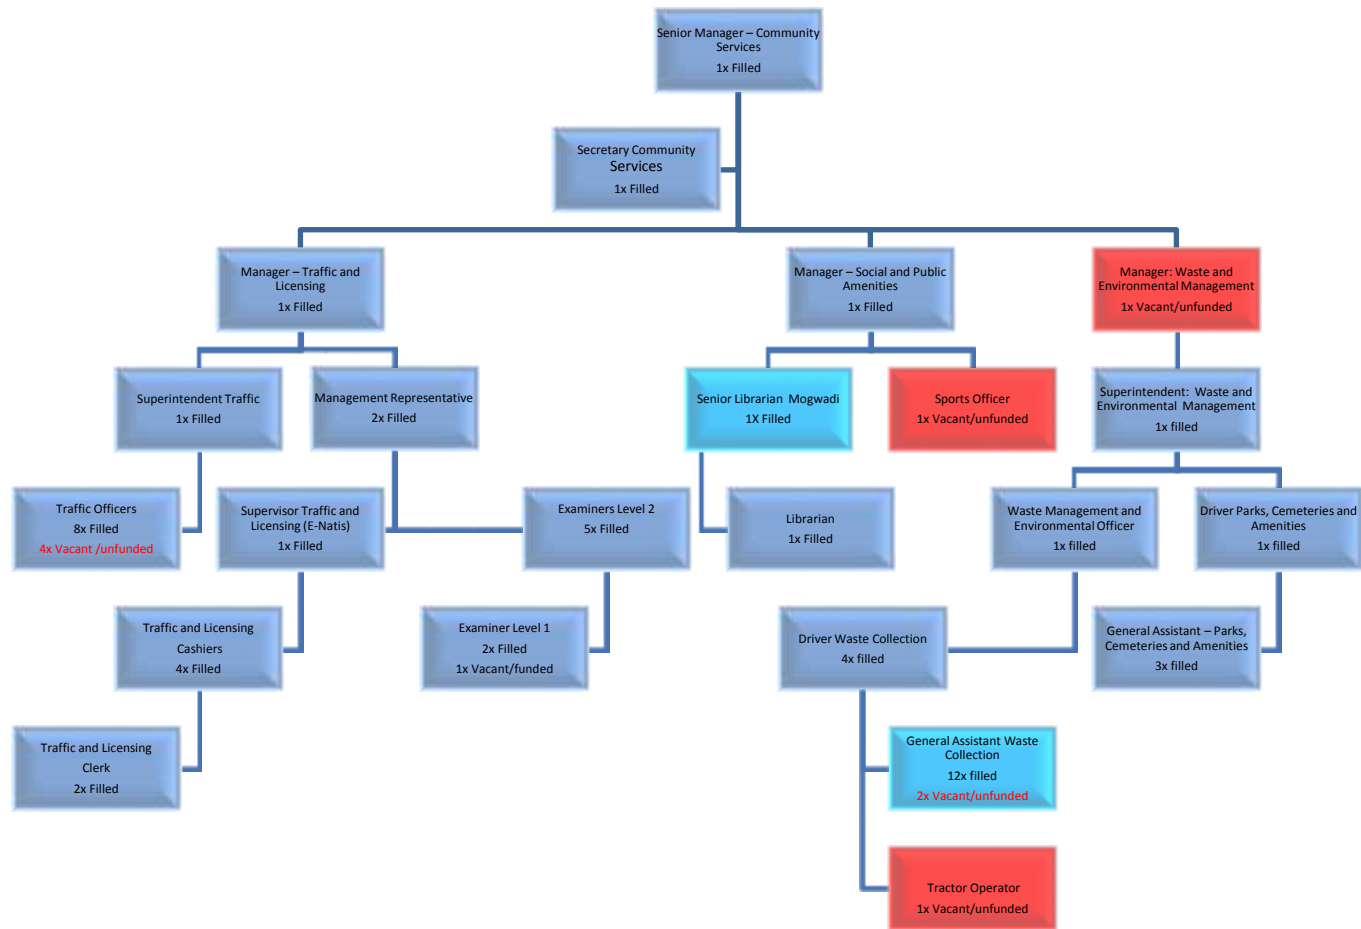 Senior Manager – Community
Services
1x Filled
Secretary Community
Services
1x Filled
Manager – Traffic and
Licensing
1x Filled
Manager – Social and Public
Amenities
1x Filled
Manager: Waste and
Environmental Management
1x Vacant/unfunded
Superintendent Traffic
1x Filled
Management Representative
2x Filled
Senior Librarian Mogwadi
1X Filled
Sports Officer
1x Vacant/unfunded
Superintendent: Waste and
Environmental Management
1x filled
Traffic Officers
8x Filled
4x Vacant /unfunded
Supervisor Traffic and
Licensing (E-Natis)
1x Filled
Examiners Level 2
5x Filled
Librarian
1x Filled
Waste Management and
Environmental Officer
1x filled
Driver Parks, Cemeteries and
Amenities
1x filled
Traffic and Licensing
Cashiers
4x Filled
Examiner Level 1
2x Filled
1x Vacant/funded
Driver Waste Collection
4x filled
General Assistant – Parks,
Cemeteries and Amenities
3x filled
Traffic and Licensing
Clerk
2x Filled
General Assistant Waste
Collection
12x filled
2x Vacant/unfunded
Tractor Operator
1x Vacant/unfunded